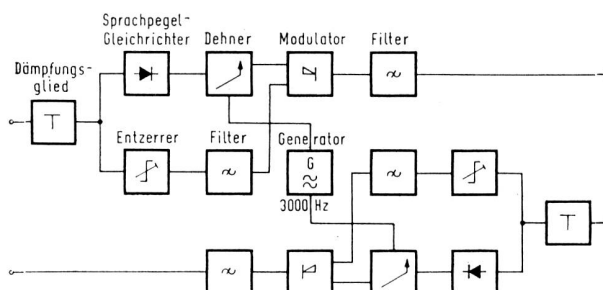 Sprachpegel-
Gleichrichter
Dehner
Modulator
Filter
Dämpfungs-
glied
Entzerrer
Filter
Generator
G
3000 Hz